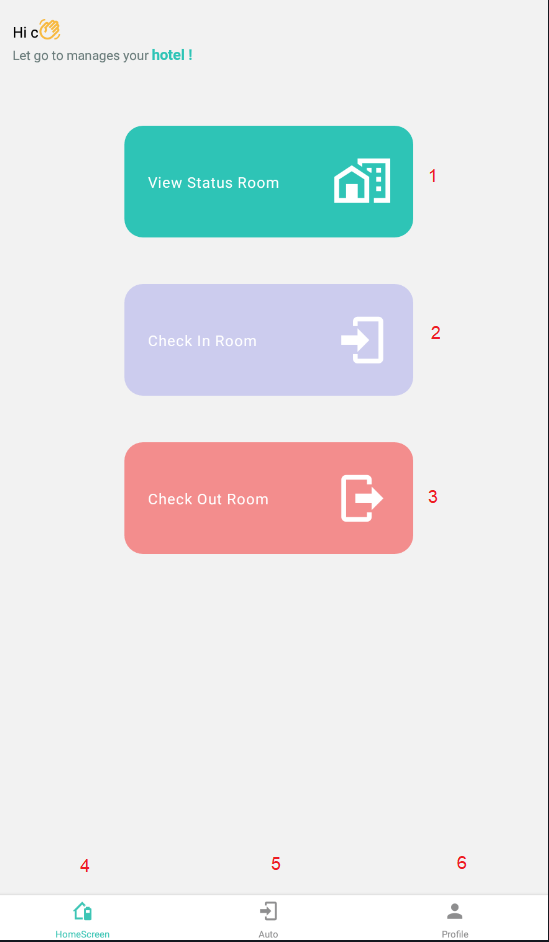 Hi c👋
Let go to manages your hotel !
View Status Room
1
Check In Room
2
Check Out Room
3
4
5
6
HomeScreen
Auto
Profile